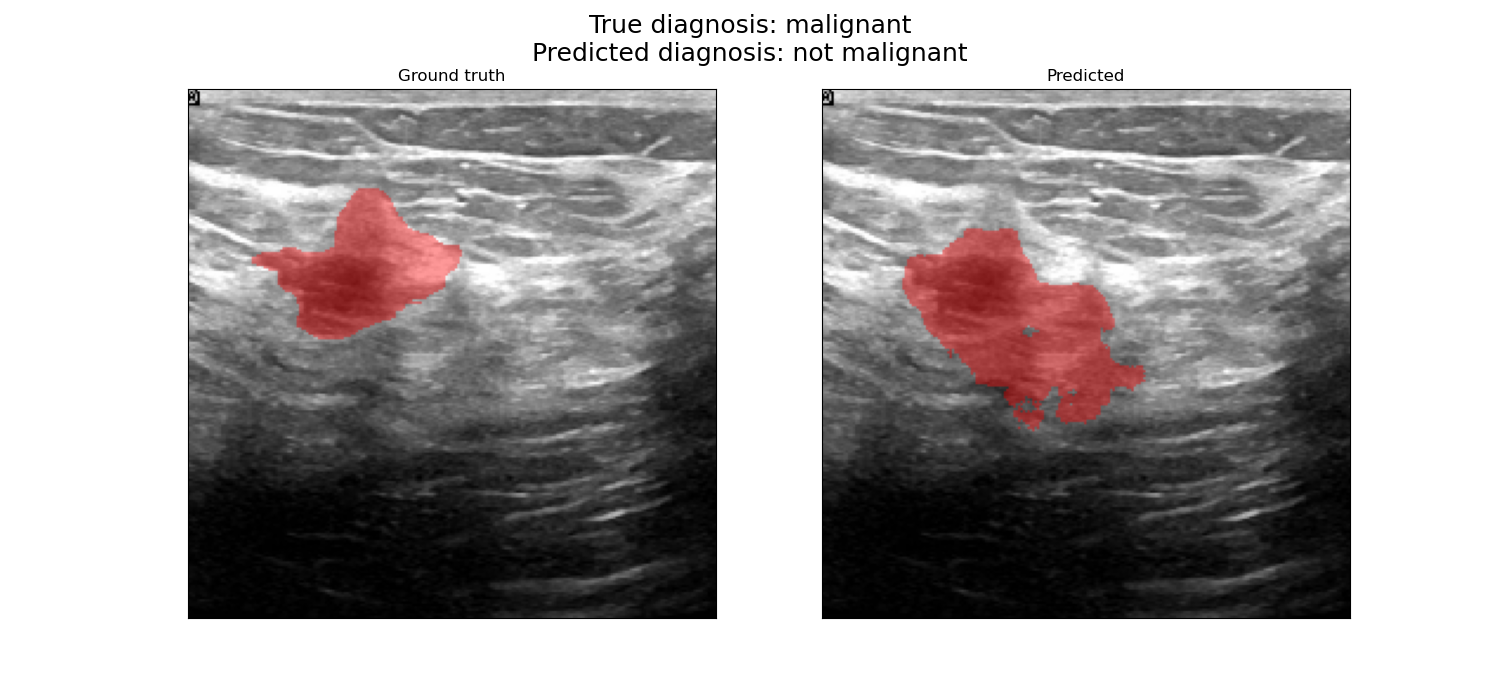 True diagnosis: malignant
Predicted diagnosis: not malignant
Ground truth
Predicted